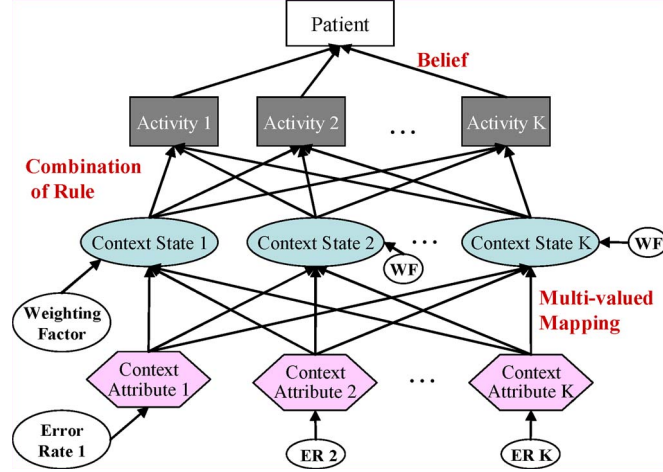 Patient
Belief
Activity 1
Activity 2
...
Activity K
Combination
of Rule
Context State 1
Context State 2
...
Context State K
WF
WF
Weighting
Factor
Multi-valued
Mapping
Context
Attribute 1
Context
Attribute 2
...
Context
Attribute K
Error
Rate 1
ER 2
ER K